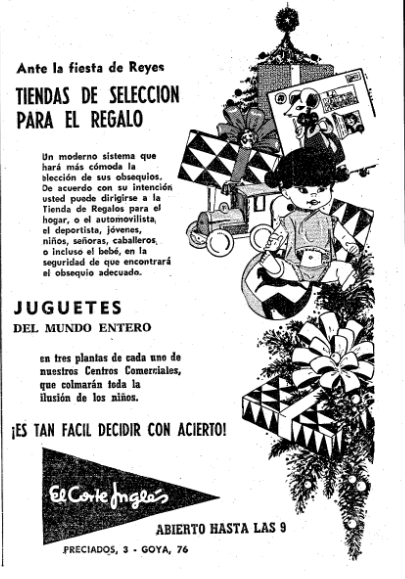 Ante la fiesta de Reyes
TIENDAS DE SELECCION
PARA EL REGALO
Un moderno sistema que
hará más cómoda la
elección de sus obsequios.
De acuerdo con su intención
usted puede dirigirse a la
Tienda de Regalos para el
hogar, o el automovilista,
el deportista, jóvenes,
niños, señoras, caballeros,
o incluso el bebé, en la
seguridad de que encontrará
el obsequio adecuado.
JUGUETES
DEL MUNDO ENTERO
en tres plantas de cada uno de
nuestros Centros Comerciales,
que colmarán toda la
ilusión de los niños.
¡ES TAN FACIL DECIDIR CON ACIERTO!
El Corte Inglés
ABIERTO HASTA LAS 9
PRECIADOS, 3 - GOYA, 76